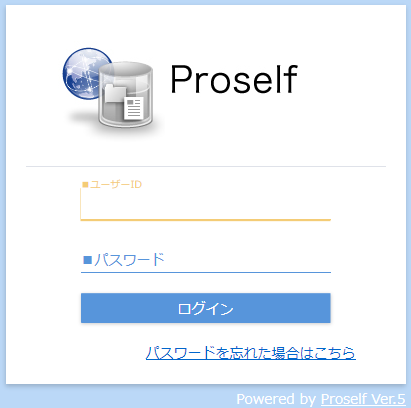 Proself
■ユーザーID
■パスワード
ログイン
パスワードを忘れた場合はこちら
Powered by Proself Ver.5